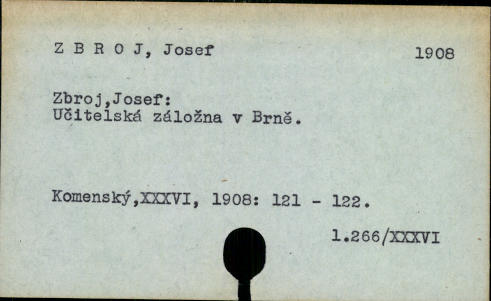 Z B R O J, Josef 1908
Zbroj,Josef:
Učitelská záložna v Brně.
Komenský,XXXVI, 1908: 121 - 122.
1.266/XXXVI